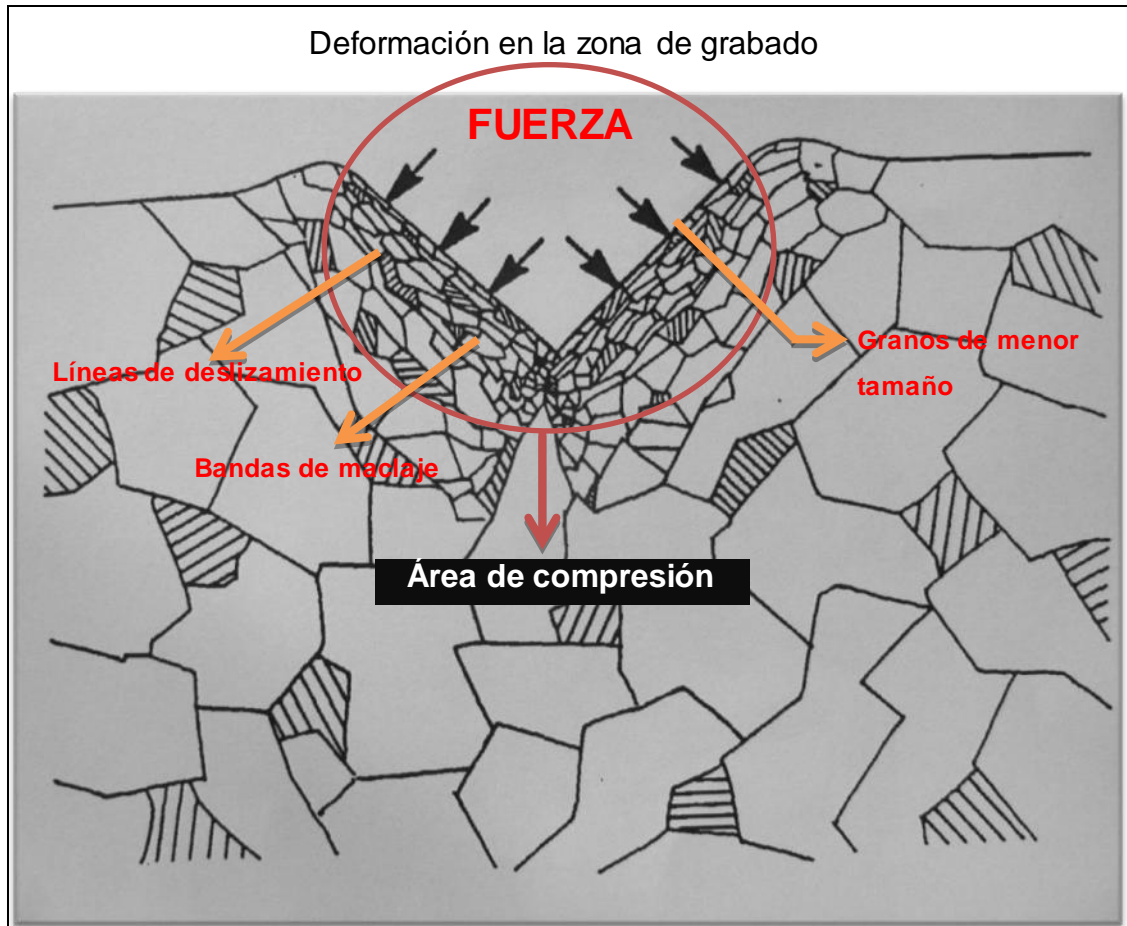 Deformación en la zona de grabado
FUERZA
Granos de menor
tamaño
Líneas de deslizamiento
Bandas de maclaje
Área de compresión